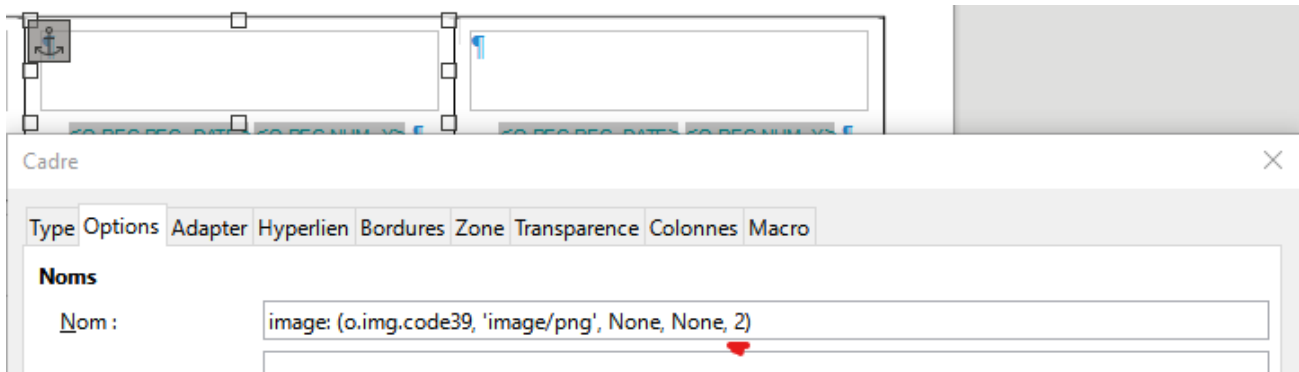 ¶
Cadre
Type Options Adapter Hyperlien Bordures Zone Transparence Colonnes Macro
Noms
Nom : image: (o.img.code39, 'image/png', None, None, 2)